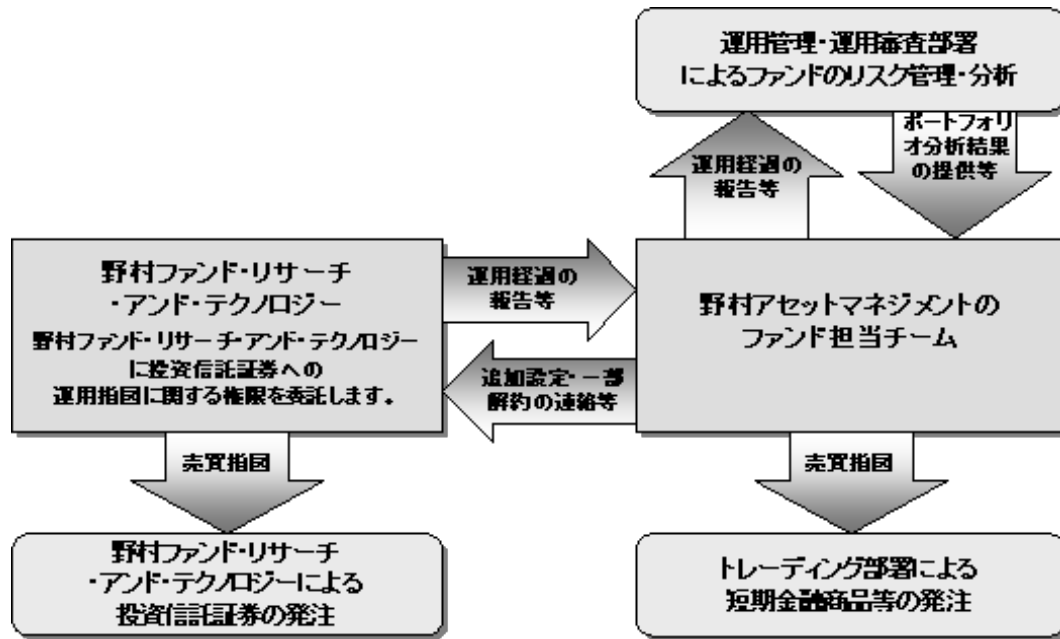 運用管理・運用審査部署
によるファンドのリスク管理・分析
運用経過の
報告等
ポートフォリ
オ分析結果
の提供等
野村ファンド・リサーチ
・アンド・テクノロジー
野村ファンド・リサーチ・アンド・テクノロジー
に投資信託証券への
運用指図に関する権限を委託します。
運用経過の
報告等
追加設定・一部
解約の連絡等
野村アセットマネジメントの
ファンド担当チーム
売買指図
売買指図
野村ファンド・リサーチ
・アンド・テクノロジーによる
投資信託証券の発注
トレーディング部署による
短期金融商品等の発注